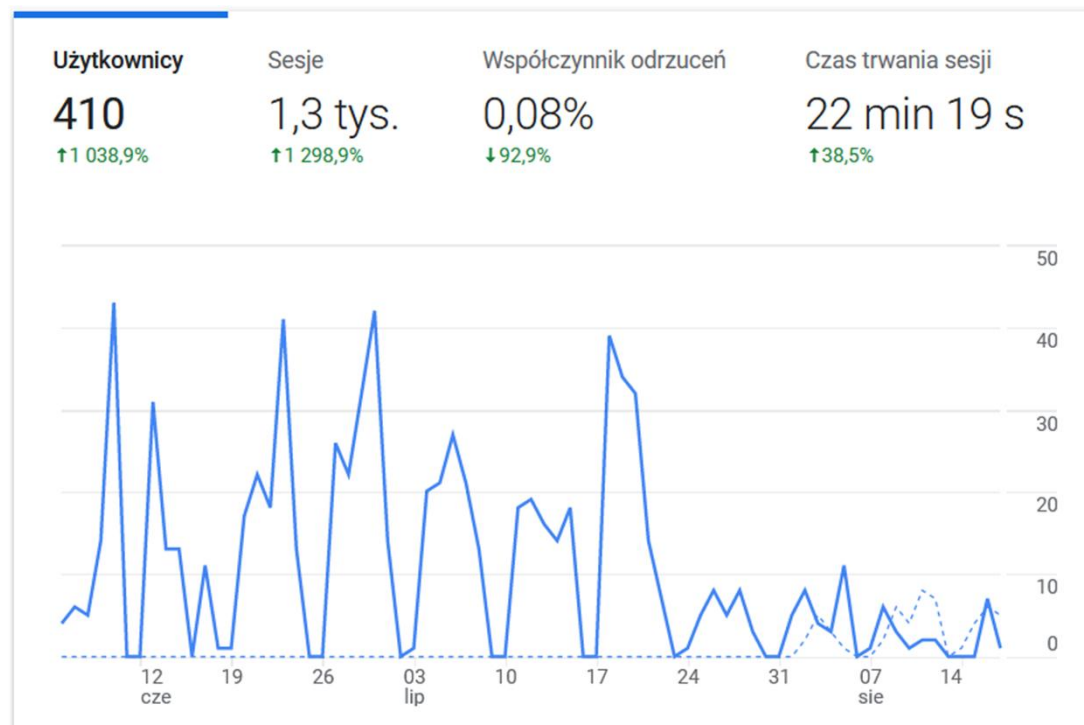 Użytkownicy Sesje Współczynnik odrzuceń Czas trwania sesji
410 1,3 tys. 0,08% 22 min 19 s
↑1 038,9% ↑1 298,9% ↓92,9% ↑38,5%
50
40
30
20
10
0
12 19 26 03 10 17 24 31 07 14
cze lip sie